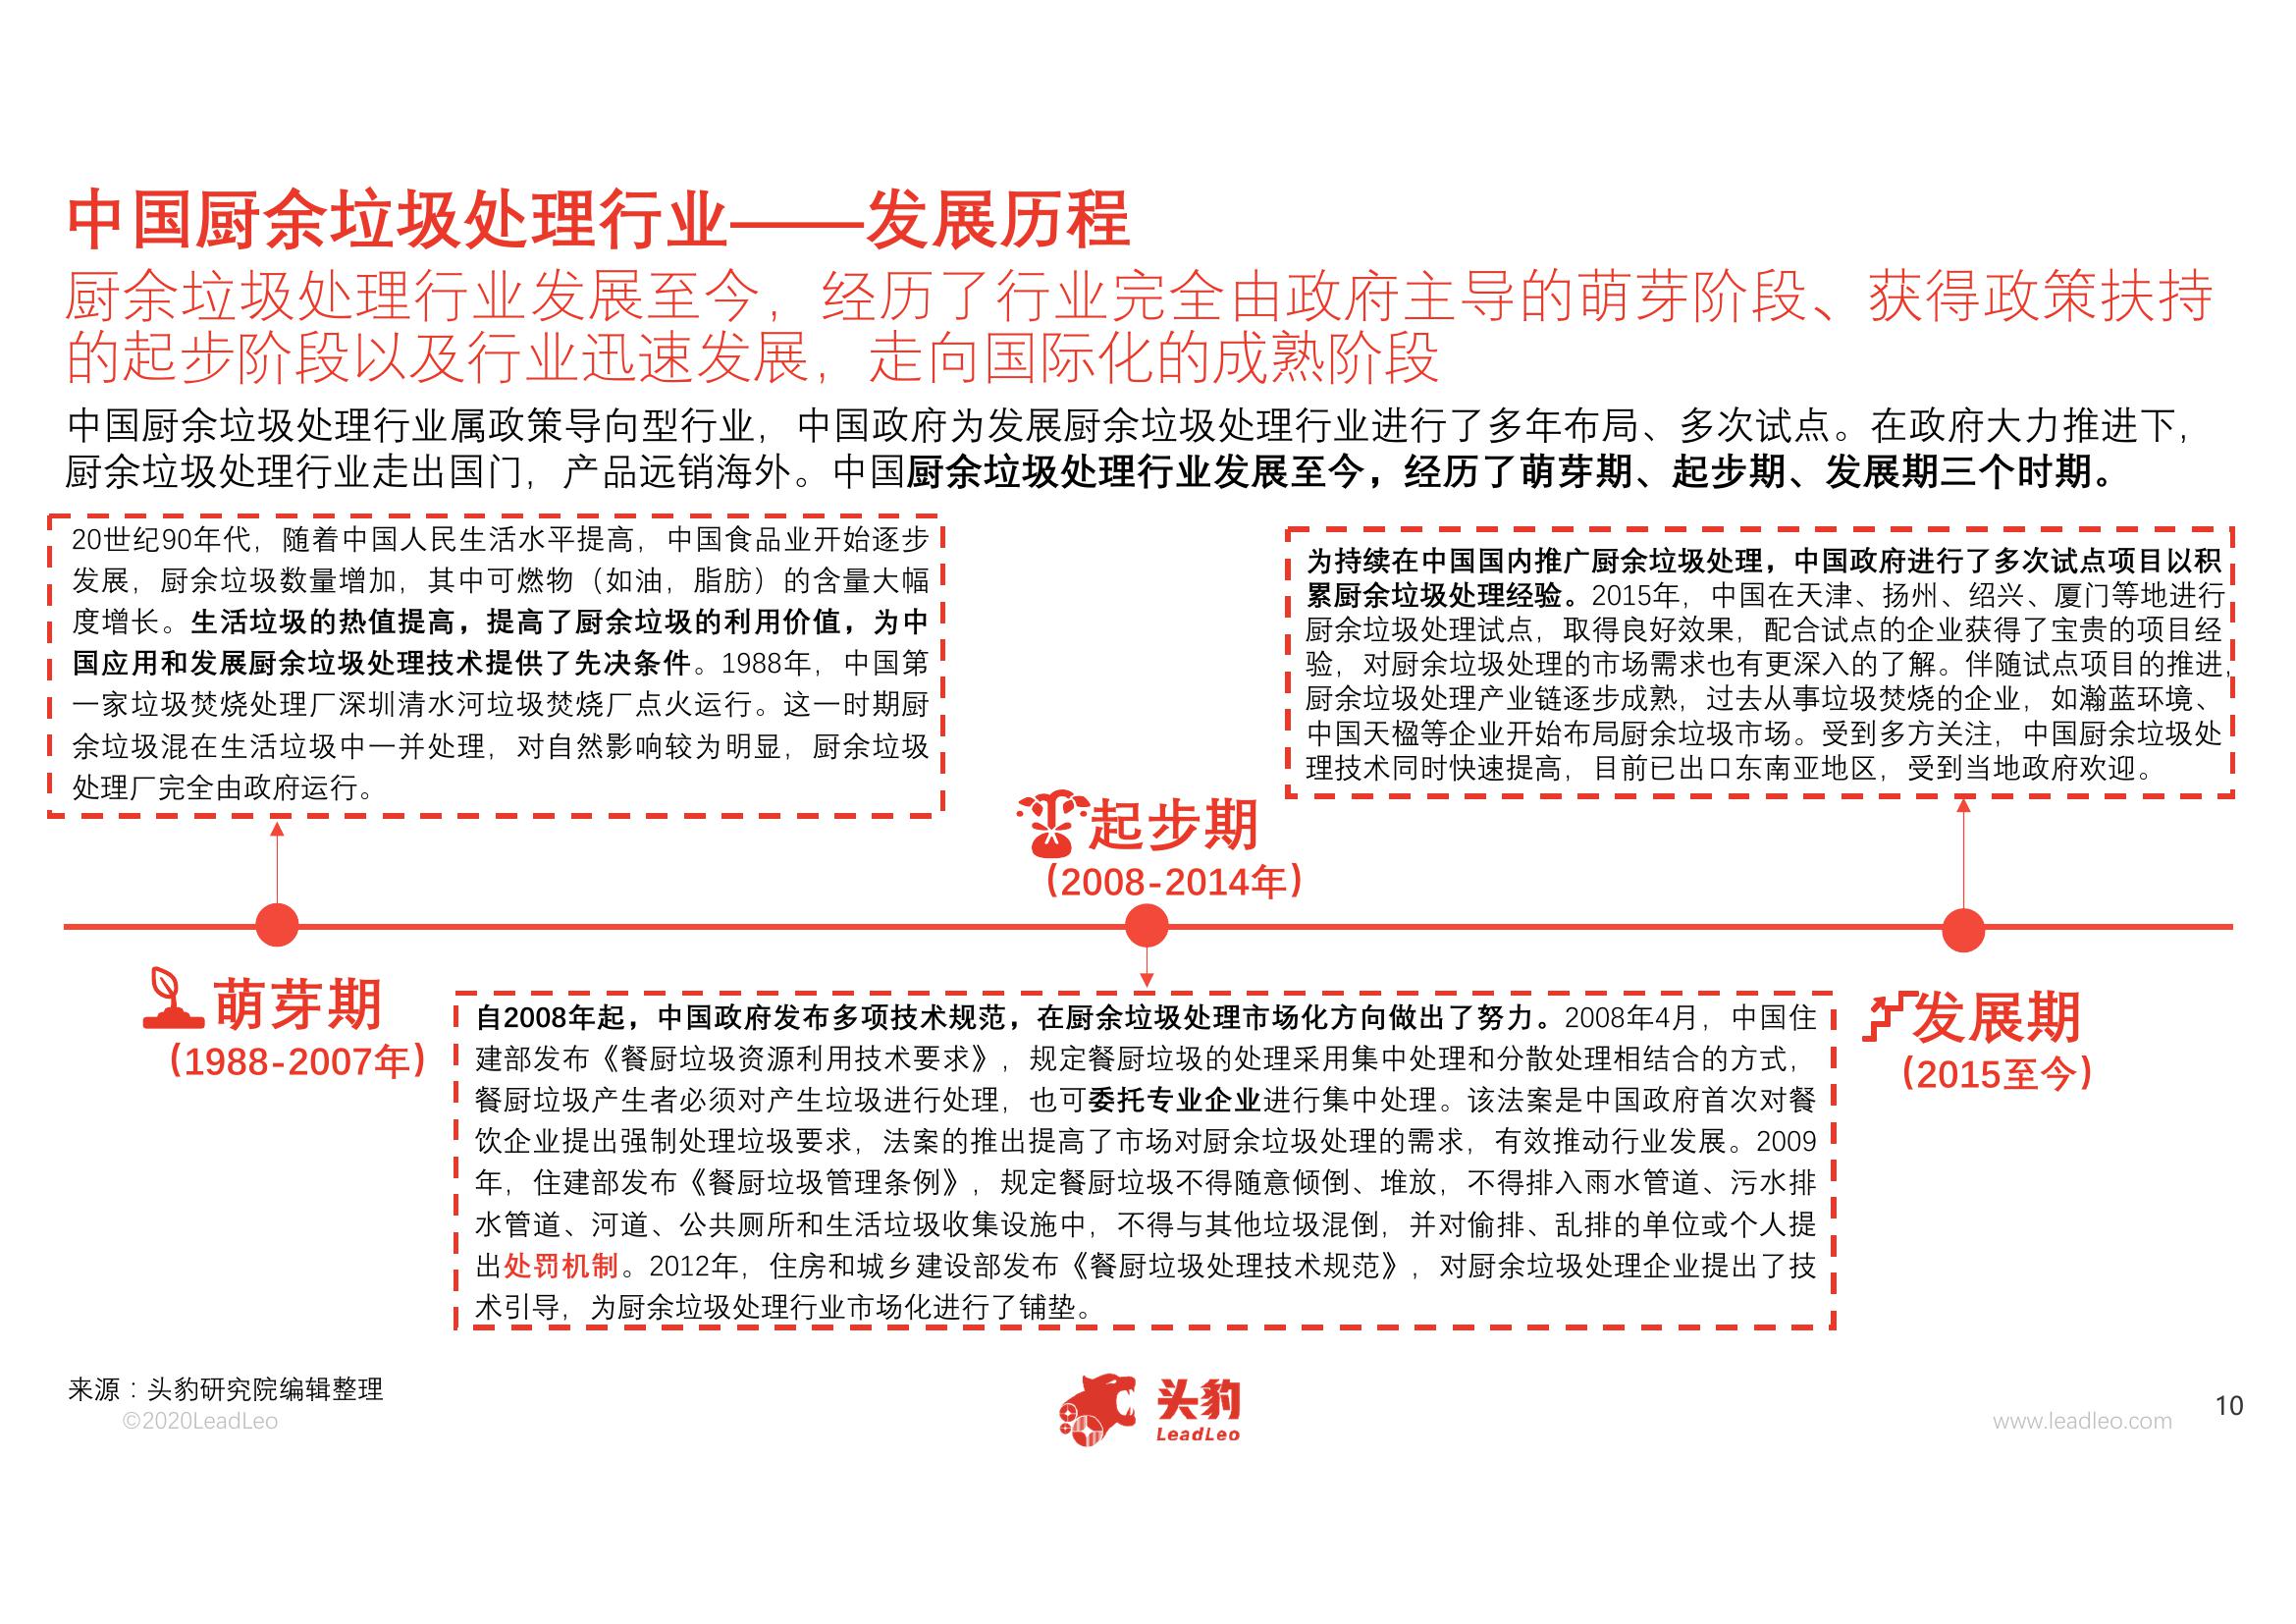 中国厨余垃圾处理行业——发展历程
厨余垃圾处理行业发展至今，经历了行业完全由政府主导的萌芽阶段、获得政策扶持
的起步阶段以及行业迅速发展，走向国际化的成熟阶段
中国厨余垃圾处理行业属政策导向型行业，中国政府为发展厨余垃圾处理行业进行了多年布局、多次试点。在政府大力推进下，
厨余垃圾处理行业走出国门，产品远销海外。中国厨余垃圾处理行业发展至今，经历了萌芽期、起步期、发展期三个时期。
20世纪90年代，随着中国人民生活水平提高，中国食品业开始逐步
发展，厨余垃圾数量增加，其中可燃物（如油，脂肪）的含量大幅
度增长。生活垃圾的热值提高，提高了厨余垃圾的利用价值，为中
国应用和发展厨余垃圾处理技术提供了先决条件。1988年，中国第
一家垃圾焚烧处理厂深圳清水河垃圾焚烧厂点火运行。这一时期厨
余垃圾混在生活垃圾中一并处理，对自然影响较为明显，厨余垃圾
处理厂完全由政府运行。
为持续在中国国内推广厨余垃圾处理，中国政府进行了多次试点项目以积
累厨余垃圾处理经验。2015年，中国在天津、扬州、绍兴、厦门等地进行
厨余垃圾处理试点，取得良好效果，配合试点的企业获得了宝贵的项目经
验，对厨余垃圾处理的市场需求也有更深入的了解。伴随试点项目的推进，
厨余垃圾处理产业链逐步成熟，过去从事垃圾焚烧的企业，如瀚蓝环境、
中国天楹等企业开始布局厨余垃圾市场。受到多方关注，中国厨余垃圾处
理技术同时快速提高，目前已出口东南亚地区，受到当地政府欢迎。
起步期
（2008-2014年）
萌芽期
（1988-2007年）
自2008年起，中国政府发布多项技术规范，在厨余垃圾处理市场化方向做出了努力。2008年4月，中国住
建部发布《餐厨垃圾资源利用技术要求》，规定餐厨垃圾的处理采用集中处理和分散处理相结合的方式，
餐厨垃圾产生者必须对产生垃圾进行处理，也可委托专业企业进行集中处理。该法案是中国政府首次对餐
饮企业提出强制处理垃圾要求，法案的推出提高了市场对厨余垃圾处理的需求，有效推动行业发展。2009
年，住建部发布《餐厨垃圾管理条例》，规定餐厨垃圾不得随意倾倒、堆放，不得排入雨水管道、污水排
水管道、河道、公共厕所和生活垃圾收集设施中，不得与其他垃圾混倒，并对偷排、乱排的单位或个人提
出处罚机制。2012年，住房和城乡建设部发布《餐厨垃圾处理技术规范》，对厨余垃圾处理企业提出了技
术引导，为厨余垃圾处理行业市场化进行了铺垫。
发展期
（2015至今）
来源：头豹研究院编辑整理
©2020LeadLeo
头豹
LeadLeo
www.leadleo.com
10